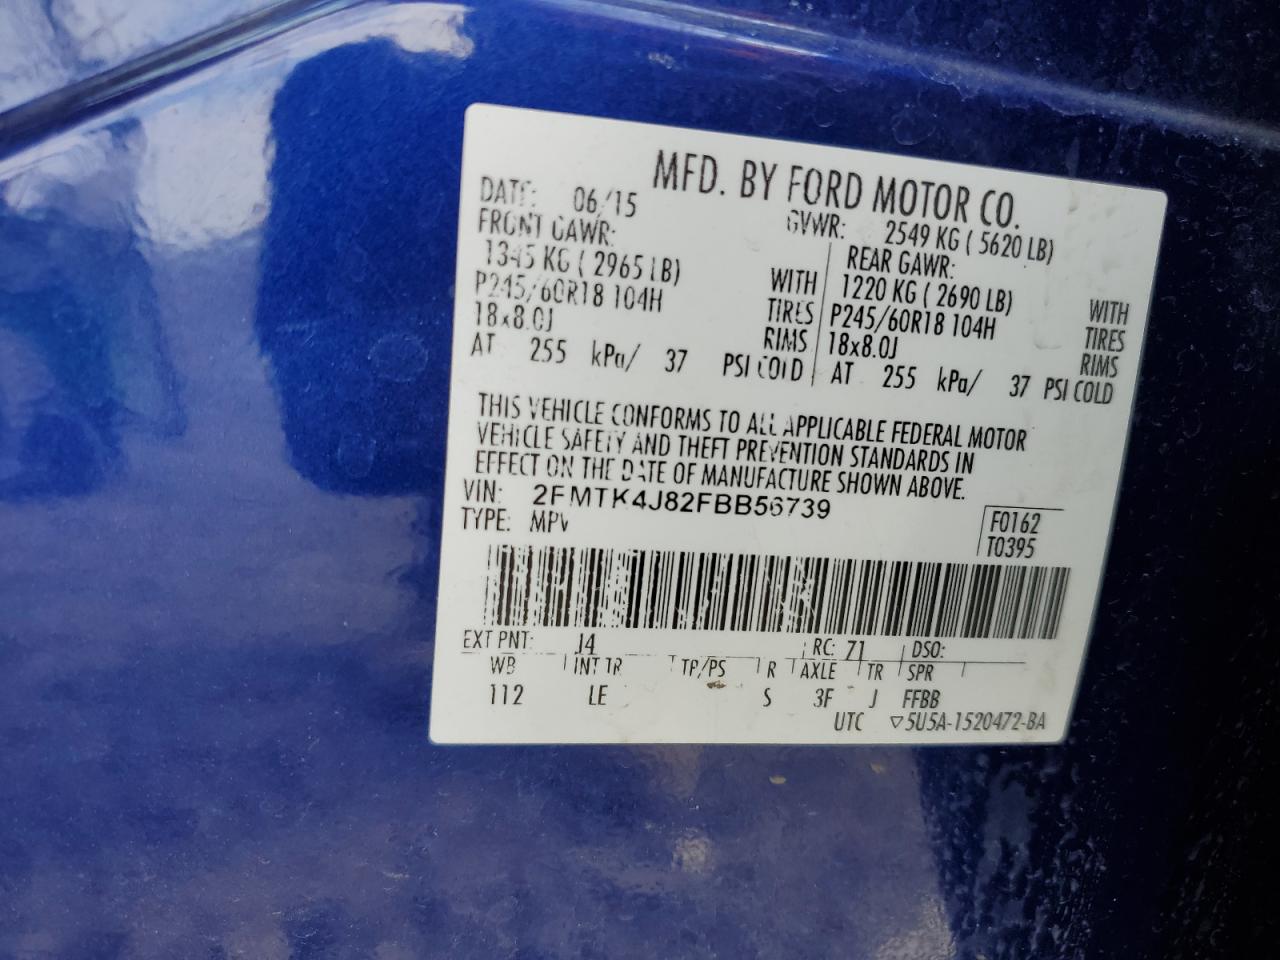 MFD. BY FORD MOTOR CO.
DATE: 06/15 GVWR: 2549 KG ( 5620 LB)
FRONT GAWR: REAR GAWR:
1345 KG ( 2965 LB) WITH 1220 KG ( 2690 LB) WITH
P245/60R18 104H TIRES P245/60R18 104H TIRES
18x8.0J RIMS 18x8.0J RIMS
AT 255 kPa/ 37 PSI COLD AT 255 kPa/ 37 PSI COLD
THIS VEHICLE CONFORMS TO ALL APPLICABLE FEDERAL MOTOR
VEHICLE SAFETY AND THEFT PREVENTION STANDARDS IN
EFFECT ON THE DATE OF MANUFACTURE SHOWN ABOVE.
VIN: 2FMTK4J82FBB56739
TYPE: MPV
F0162
T0395
EXT PNT: J4 RC: 71 DSO:
WB INT TR TP/PS R AXLE TR SPR
112 LE S 3F J FFBB
UTC ▽5U5A-1520472-BA